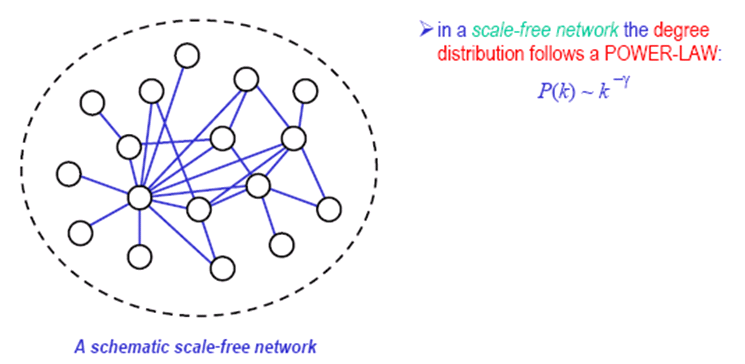 ➢ in a scale-free network the degree
distribution follows a POWER-LAW:
P(k) ~ k^−γ
A schematic scale-free network